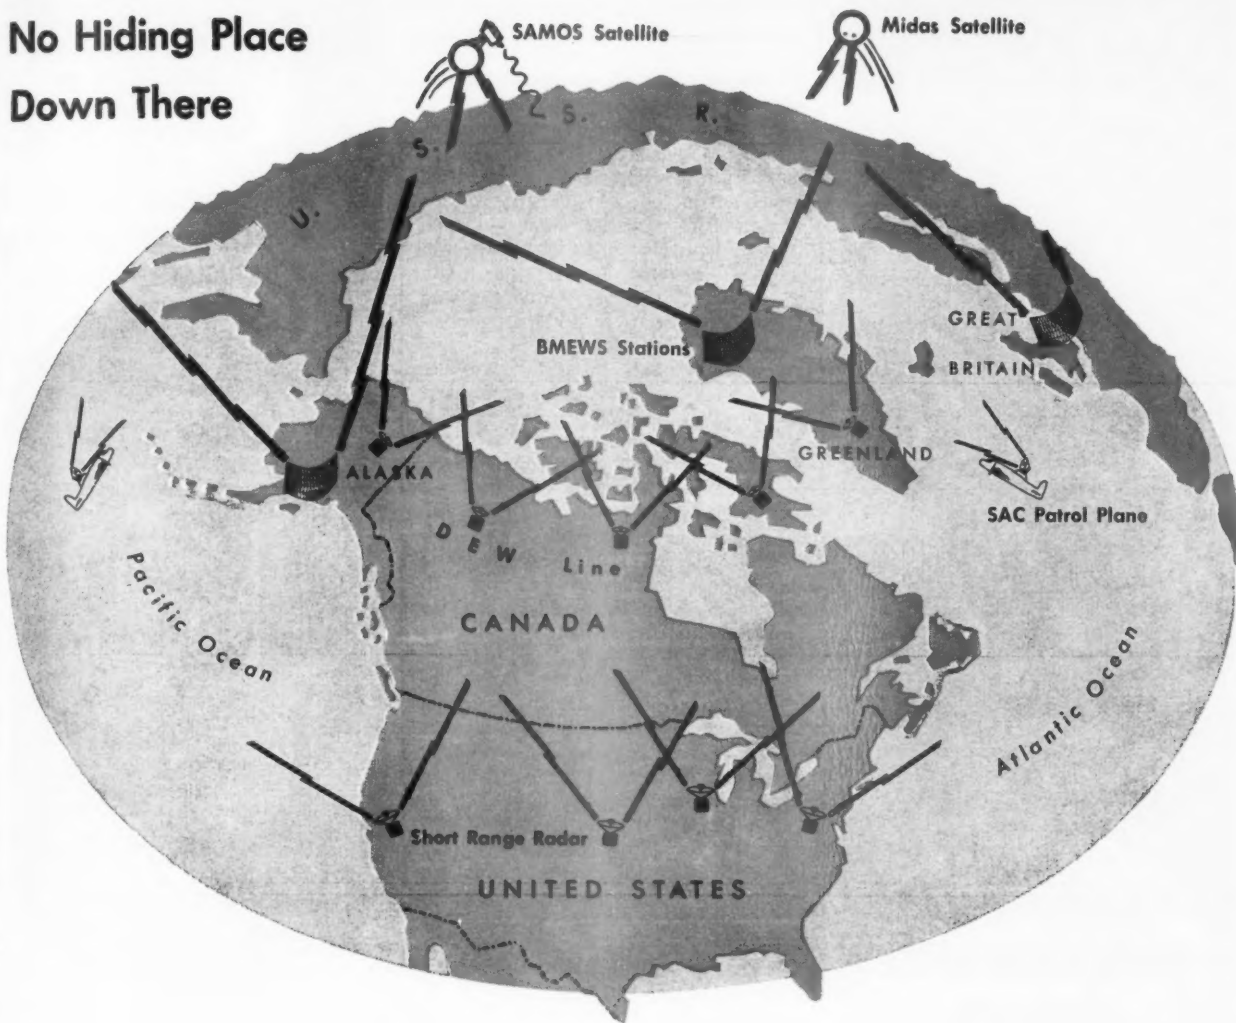 No Hiding Place
Down There
SAMOS Satellite
Midas Satellite
U. S. S. R.
BMEWS Stations
GREAT
BRITAIN
ALASKA
GREENLAND
SAC Patrol Plane
DEW Line
Pacific Ocean
CANADA
Atlantic Ocean
Short Range Radar
UNITED STATES